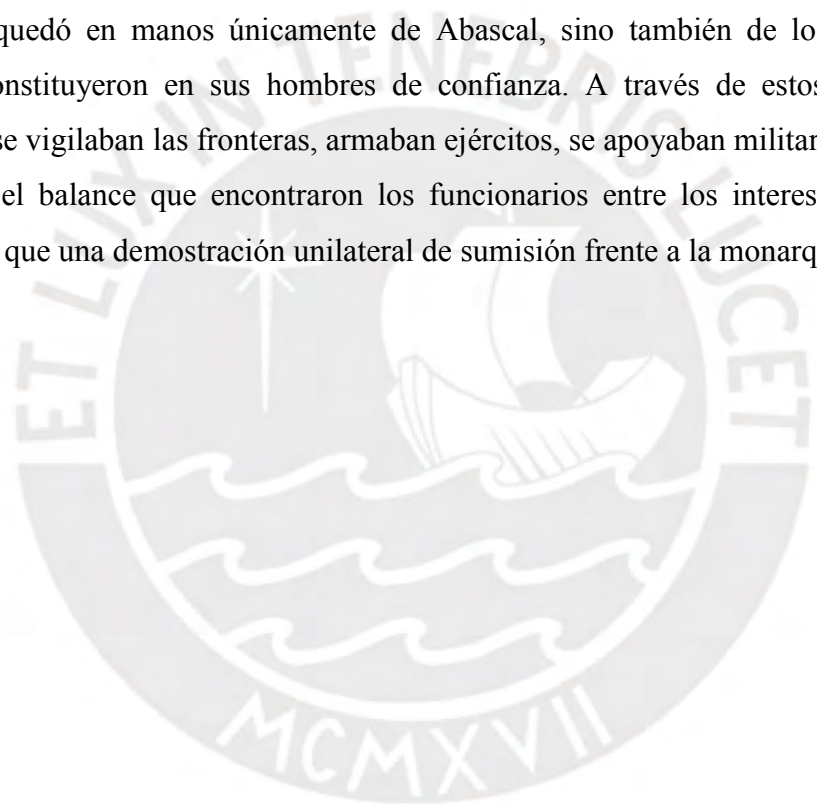 quedó en manos únicamente de Abascal, sino también de lo
onstituyeron en sus hombres de confianza. A través de estos
se vigilaban las fronteras, armaban ejércitos, se apoyaban militar
el balance que encontraron los funcionarios entre los interes
que una demostración unilateral de sumisión frente a la monarq
ET LUX IN TENEBRIS LUCET
MCMXVII